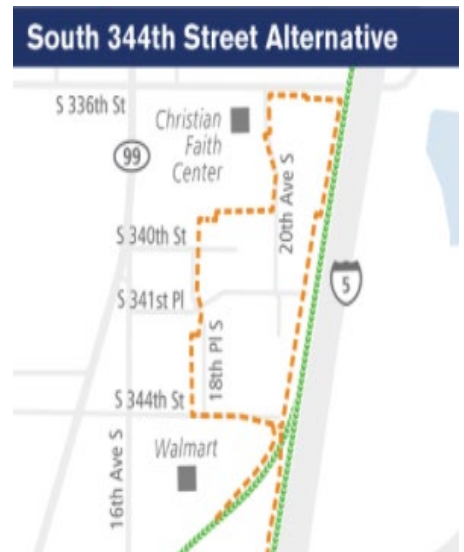 South 344th Street Alternative
S 336th St
Christian
Faith
Center
99
20th Ave S
S 340th St
5
S 341st Pl
18th Pl S
S 344th St
16th Ave S
Walmart